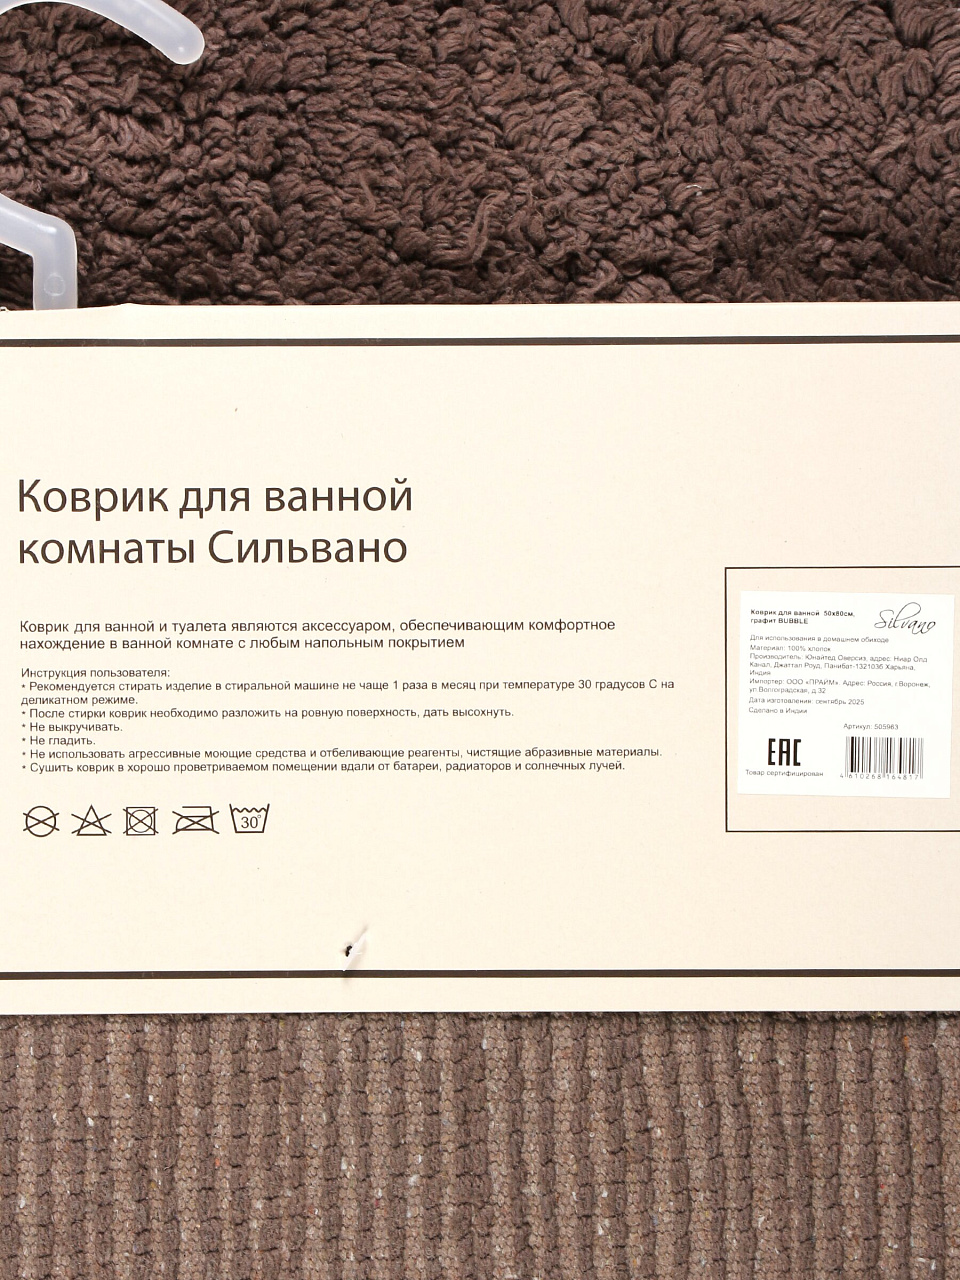 Коврик для ванной
комнаты Сильвано
Коврик для ванной и туалета являются аксессуаром, обеспечивающим комфортное
нахождение в ванной комнате с любым напольным покрытием
Инструкция пользователя:
* Рекомендуется стирать изделие в стиральной машине не чаще 1 раза в месяц при температуре 30 градусов С на
деликатном режиме.
* После стирки коврик необходимо разложить на ровную поверхность, дать высохнуть.
* Не выкручивать.
* Не гладить.
* Не использовать агрессивные моющие средства и отбеливающие реагенты, чистящие абразивные материалы.
* Сушить коврик в хорошо проветриваемом помещении вдали от батареи, радиаторов и солнечных лучей.
30°
Коврик для ванной 50х80см,
графит BUBBLE
Silvano
Для использования в домашнем обиходе
Материал: 100% хлопок
Производитель: Юнайтед Оверсиз, адрес: Ниар Олд
Канал, Джаттал Роуд, Панибат-132103б Харьяна,
Индия
Импортер: ООО «ПРАЙМ». Адрес: Россия, г.Воронеж,
ул.Волгоградская, д.32
Дата изготовления: сентябрь 2025
Сделано в Индии
Артикул: 505963
EAC
Товар сертифицирован
4610268164817